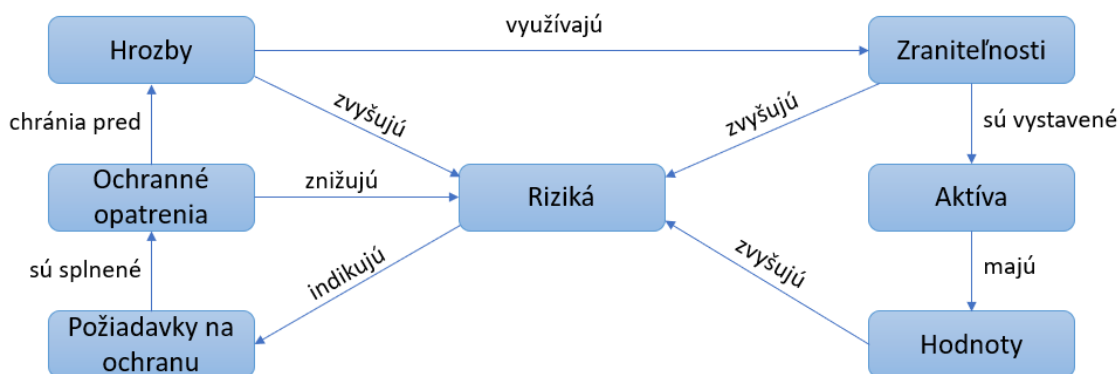 využívajú
Hrozby
Zraniteľnosti
chránia pred
zvyšujú
zvyšujú
sú vystavené
Ochranné
opatrenia
znižujú
Riziká
Aktíva
sú splnené
indikujú
zvyšujú
majú
Požiadavky na
ochranu
Hodnoty